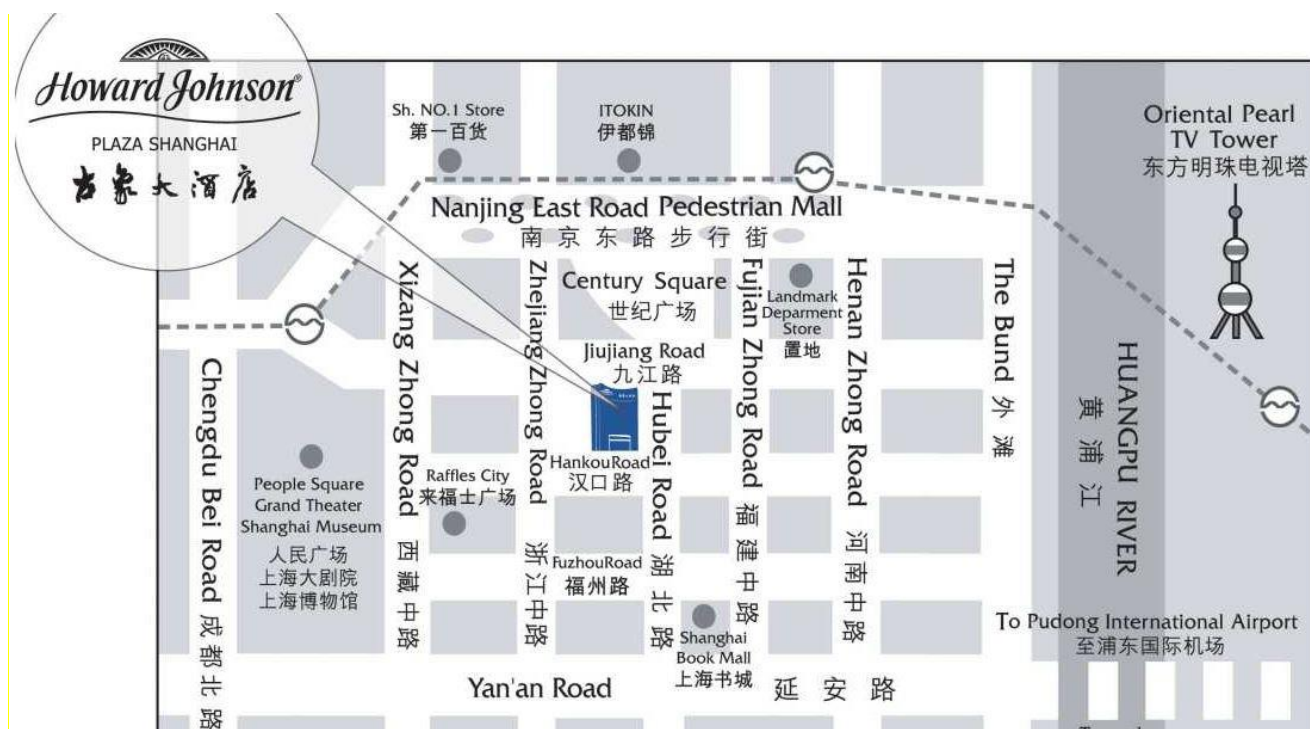 Howard Johnson®
PLAZA SHANGHAI
古象大酒店
Sh. NO.1 Store
第一百货
ITOKIN
伊都锦
Oriental Pearl
TV Tower
东方明珠电视塔
Nanjing East Road Pedestrian Mall
南京东路步行街
Century Square
世纪广场
Landmark
Deparment
Store
置地
Jiujiang Road
九江路
HankouRoad
汉口路
FuzhouRoad
福州路
Chengdu Bei Road 成都北路
Xizang Zhong Road 西藏中路
Zhejiang Zhong Road 浙江中路
Hubei Road 湖北路
Fujian Zhong Road 福建中路
Henan Zhong Road 河南中路
The Bund 外滩
HUANGPU RIVER
黄浦江
People Square
Grand Theater
Shanghai Museum
人民广场
上海大剧院
上海博物馆
Raffles City
来福士广场
Shanghai
Book Mall
上海书城
To Pudong International Airport
至浦东国际机场
Yan'an Road 延安路